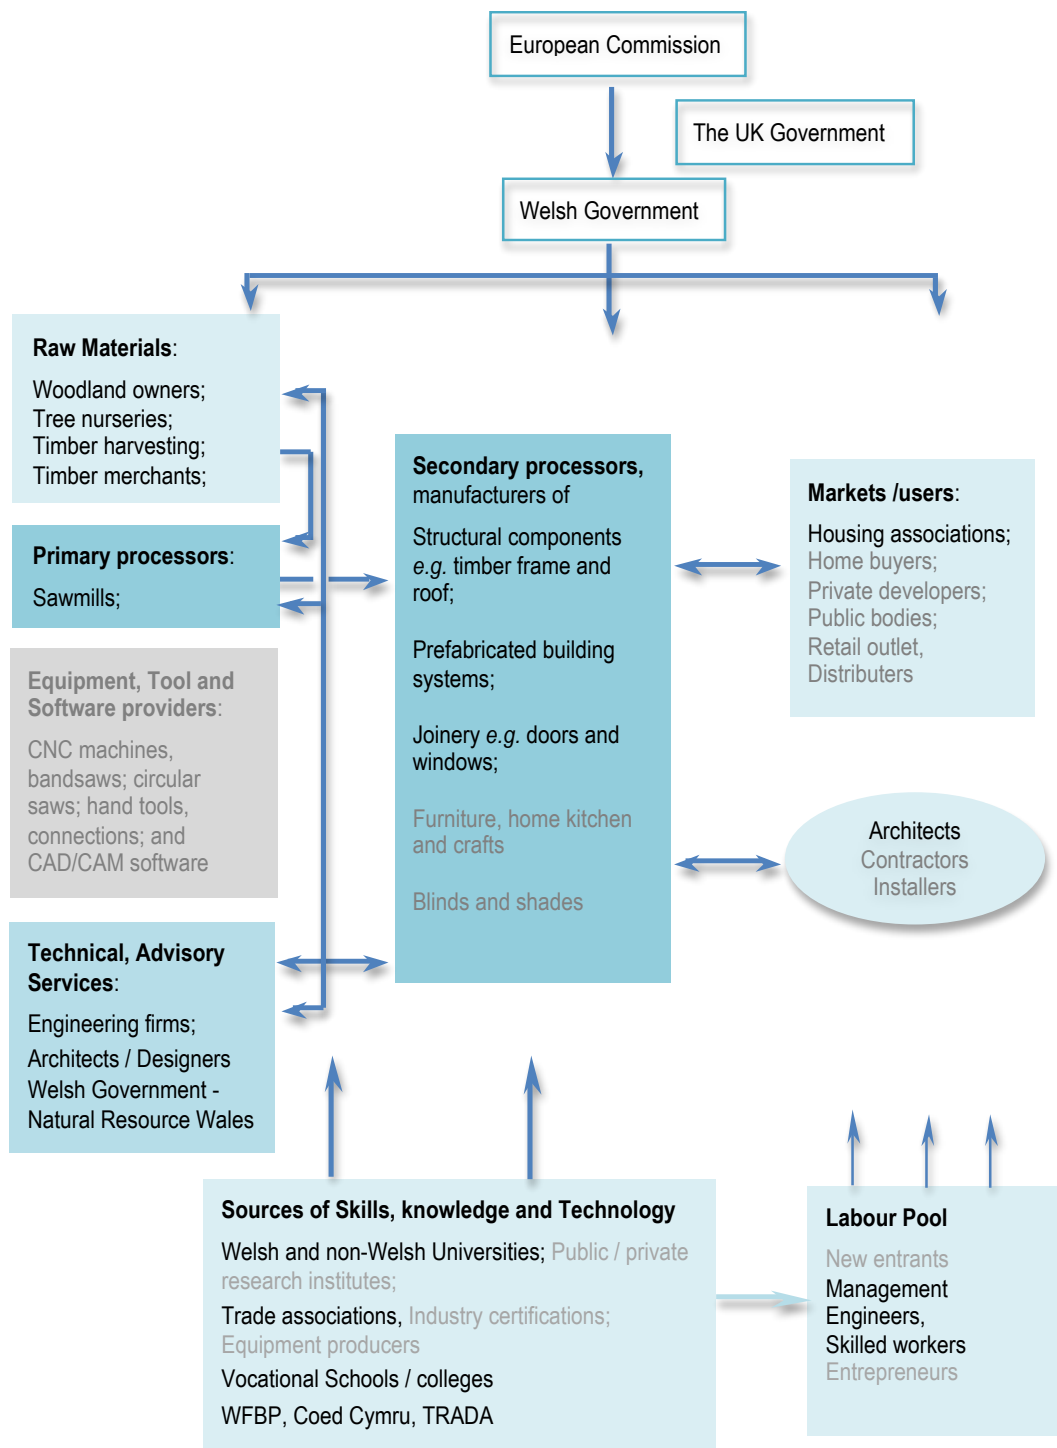 European Commission
The UK Government
Welsh Government
Raw Materials:
Woodland owners;
Tree nurseries;
Timber harvesting;
Timber merchants;
Primary processors:
Sawmills;
Equipment, Tool and
Software providers:
CNC machines,
bandsaws; circular
saws; hand tools,
connections; and
CAD/CAM software
Technical, Advisory
Services:
Engineering firms;
Architects / Designers
Welsh Government -
Natural Resource Wales
Secondary processors,
manufacturers of
Structural components
e.g. timber frame and
roof;
Prefabricated building
systems;
Joinery e.g. doors and
windows;
Furniture, home kitchen
and crafts
Blinds and shades
Markets /users:
Housing associations;
Home buyers;
Private developers;
Public bodies;
Retail outlet,
Distributers
Architects
Contractors
Installers
Sources of Skills, knowledge and Technology
Welsh and non-Welsh Universities; Public / private
research institutes;
Trade associations, Industry certifications;
Equipment producers
Vocational Schools / colleges
WFBP, Coed Cymru, TRADA
Labour Pool
New entrants
Management
Engineers,
Skilled workers
Entrepreneurs